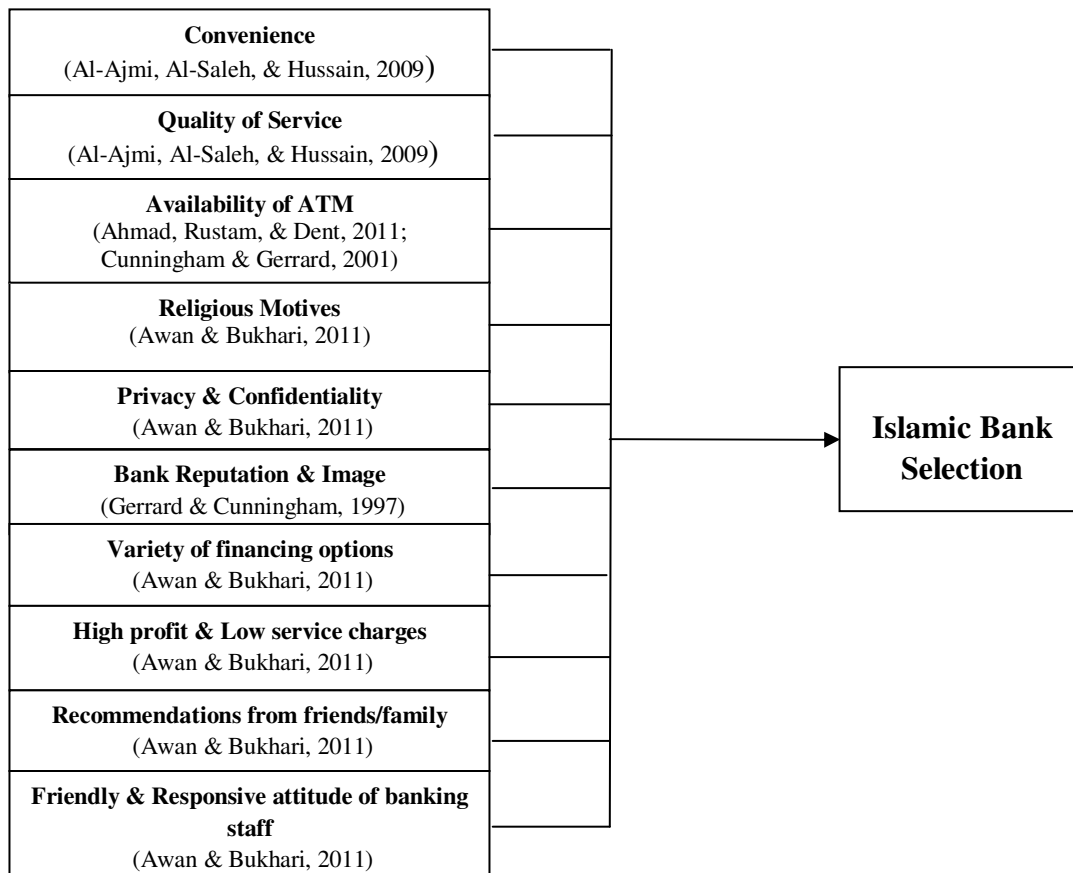 Convenience
(Al-Ajmi, Al-Saleh, & Hussain, 2009)
Quality of Service
(Al-Ajmi, Al-Saleh, & Hussain, 2009)
Availability of ATM
(Ahmad, Rustam, & Dent, 2011;
Cunningham & Gerrard, 2001)
Religious Motives
(Awan & Bukhari, 2011)
Privacy & Confidentiality
(Awan & Bukhari, 2011)
Bank Reputation & Image
(Gerrard & Cunningham, 1997)
Variety of financing options
(Awan & Bukhari, 2011)
High profit & Low service charges
(Awan & Bukhari, 2011)
Recommendations from friends/family
(Awan & Bukhari, 2011)
Friendly & Responsive attitude of banking
staff
(Awan & Bukhari, 2011)
Islamic Bank
Selection